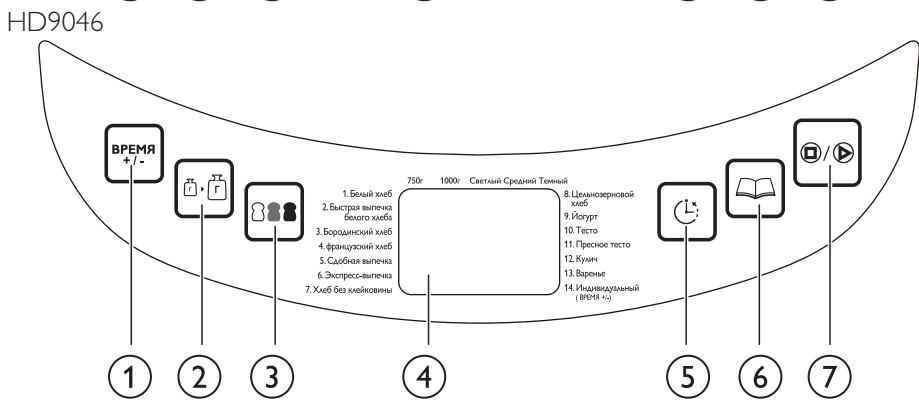 HD9046
ВРЕМЯ
+/-
г г
750г 1000г Светлый Средний Темный
1. Белый хлеб
2. Быстрая выпечка
белого хлеба
3. Бородинский хлеб
4. французский хлеб
5. Сдобная выпечка
6. Экспресс-выпечка
7. Хлеб без клейковины
8. Цельнозерновой
хлеб
9. Йогурт
10. Тесто
11. Пресное тесто
12. Кулич
13. Варенье
14. Индивидуальный
( ВРЕМЯ +/-)
/
1 2 3 4 5 6 7